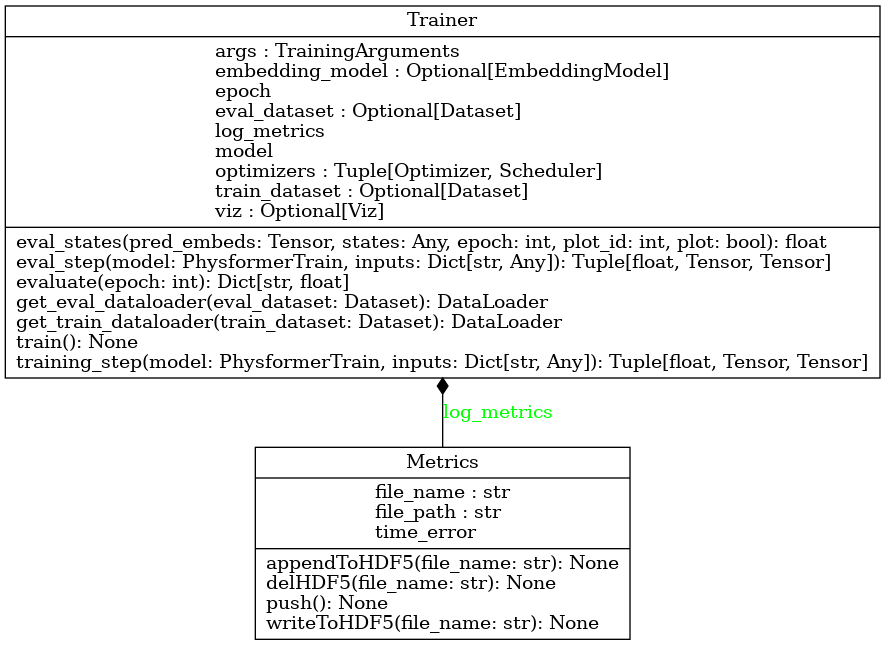 Trainer
args : TrainingArguments
embedding_model : Optional[EmbeddingModel]
epoch
eval_dataset : Optional[Dataset]
log_metrics
model
optimizers : Tuple[Optimizer, Scheduler]
train_dataset : Optional[Dataset]
viz : Optional[Viz]
eval_states(pred_embeds: Tensor, states: Any, epoch: int, plot_id: int, plot: bool): float
eval_step(model: PhysformerTrain, inputs: Dict[str, Any]): Tuple[float, Tensor, Tensor]
evaluate(epoch: int): Dict[str, float]
get_eval_dataloader(eval_dataset: Dataset): DataLoader
get_train_dataloader(train_dataset: Dataset): DataLoader
train(): None
training_step(model: PhysformerTrain, inputs: Dict[str, Any]): Tuple[float, Tensor, Tensor]
log_metrics
Metrics
file_name : str
file_path : str
time_error
appendToHDF5(file_name: str): None
delHDF5(file_name: str): None
push(): None
writeToHDF5(file_name: str): None